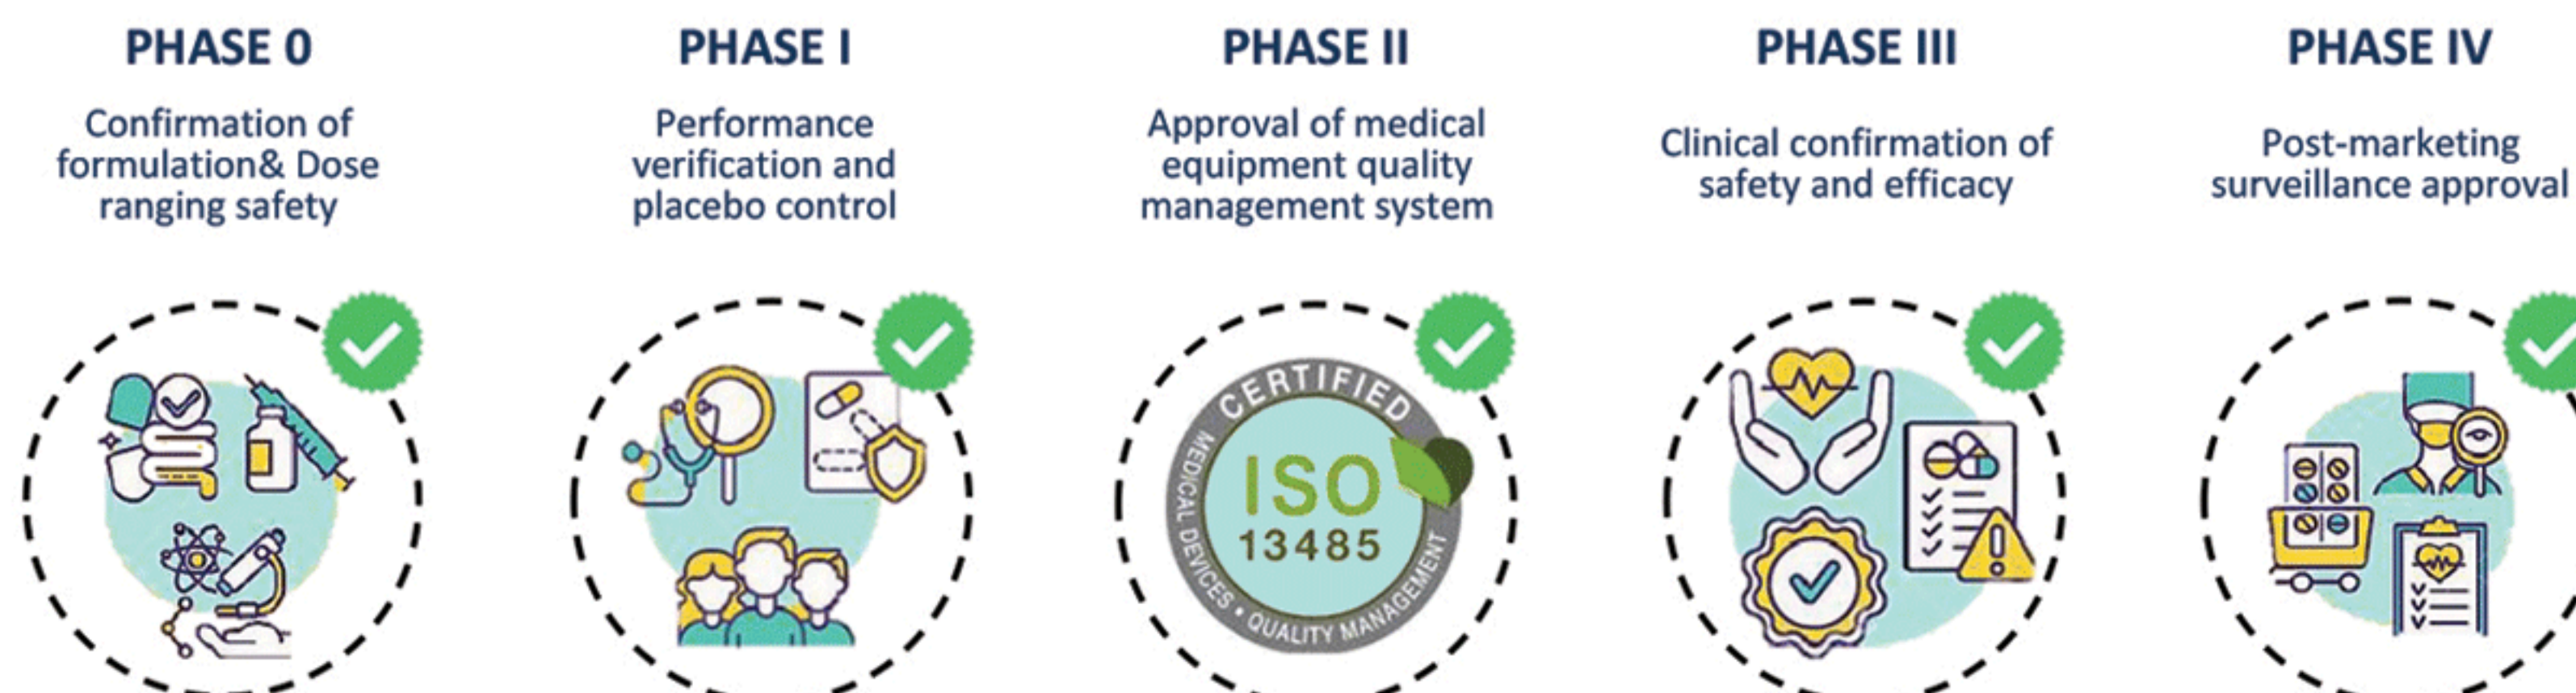 PHASE 0
Confirmation of
formulation& Dose
ranging safety
PHASE I
Performance
verification and
placebo control
PHASE II
Approval of medical
equipment quality
management system
CERTIFIED
ISO
13485
MEDICAL DEVICES • QUALITY MANAGEMENT
PHASE III
Clinical confirmation of
safety and efficacy
PHASE IV
Post-marketing
surveillance approval